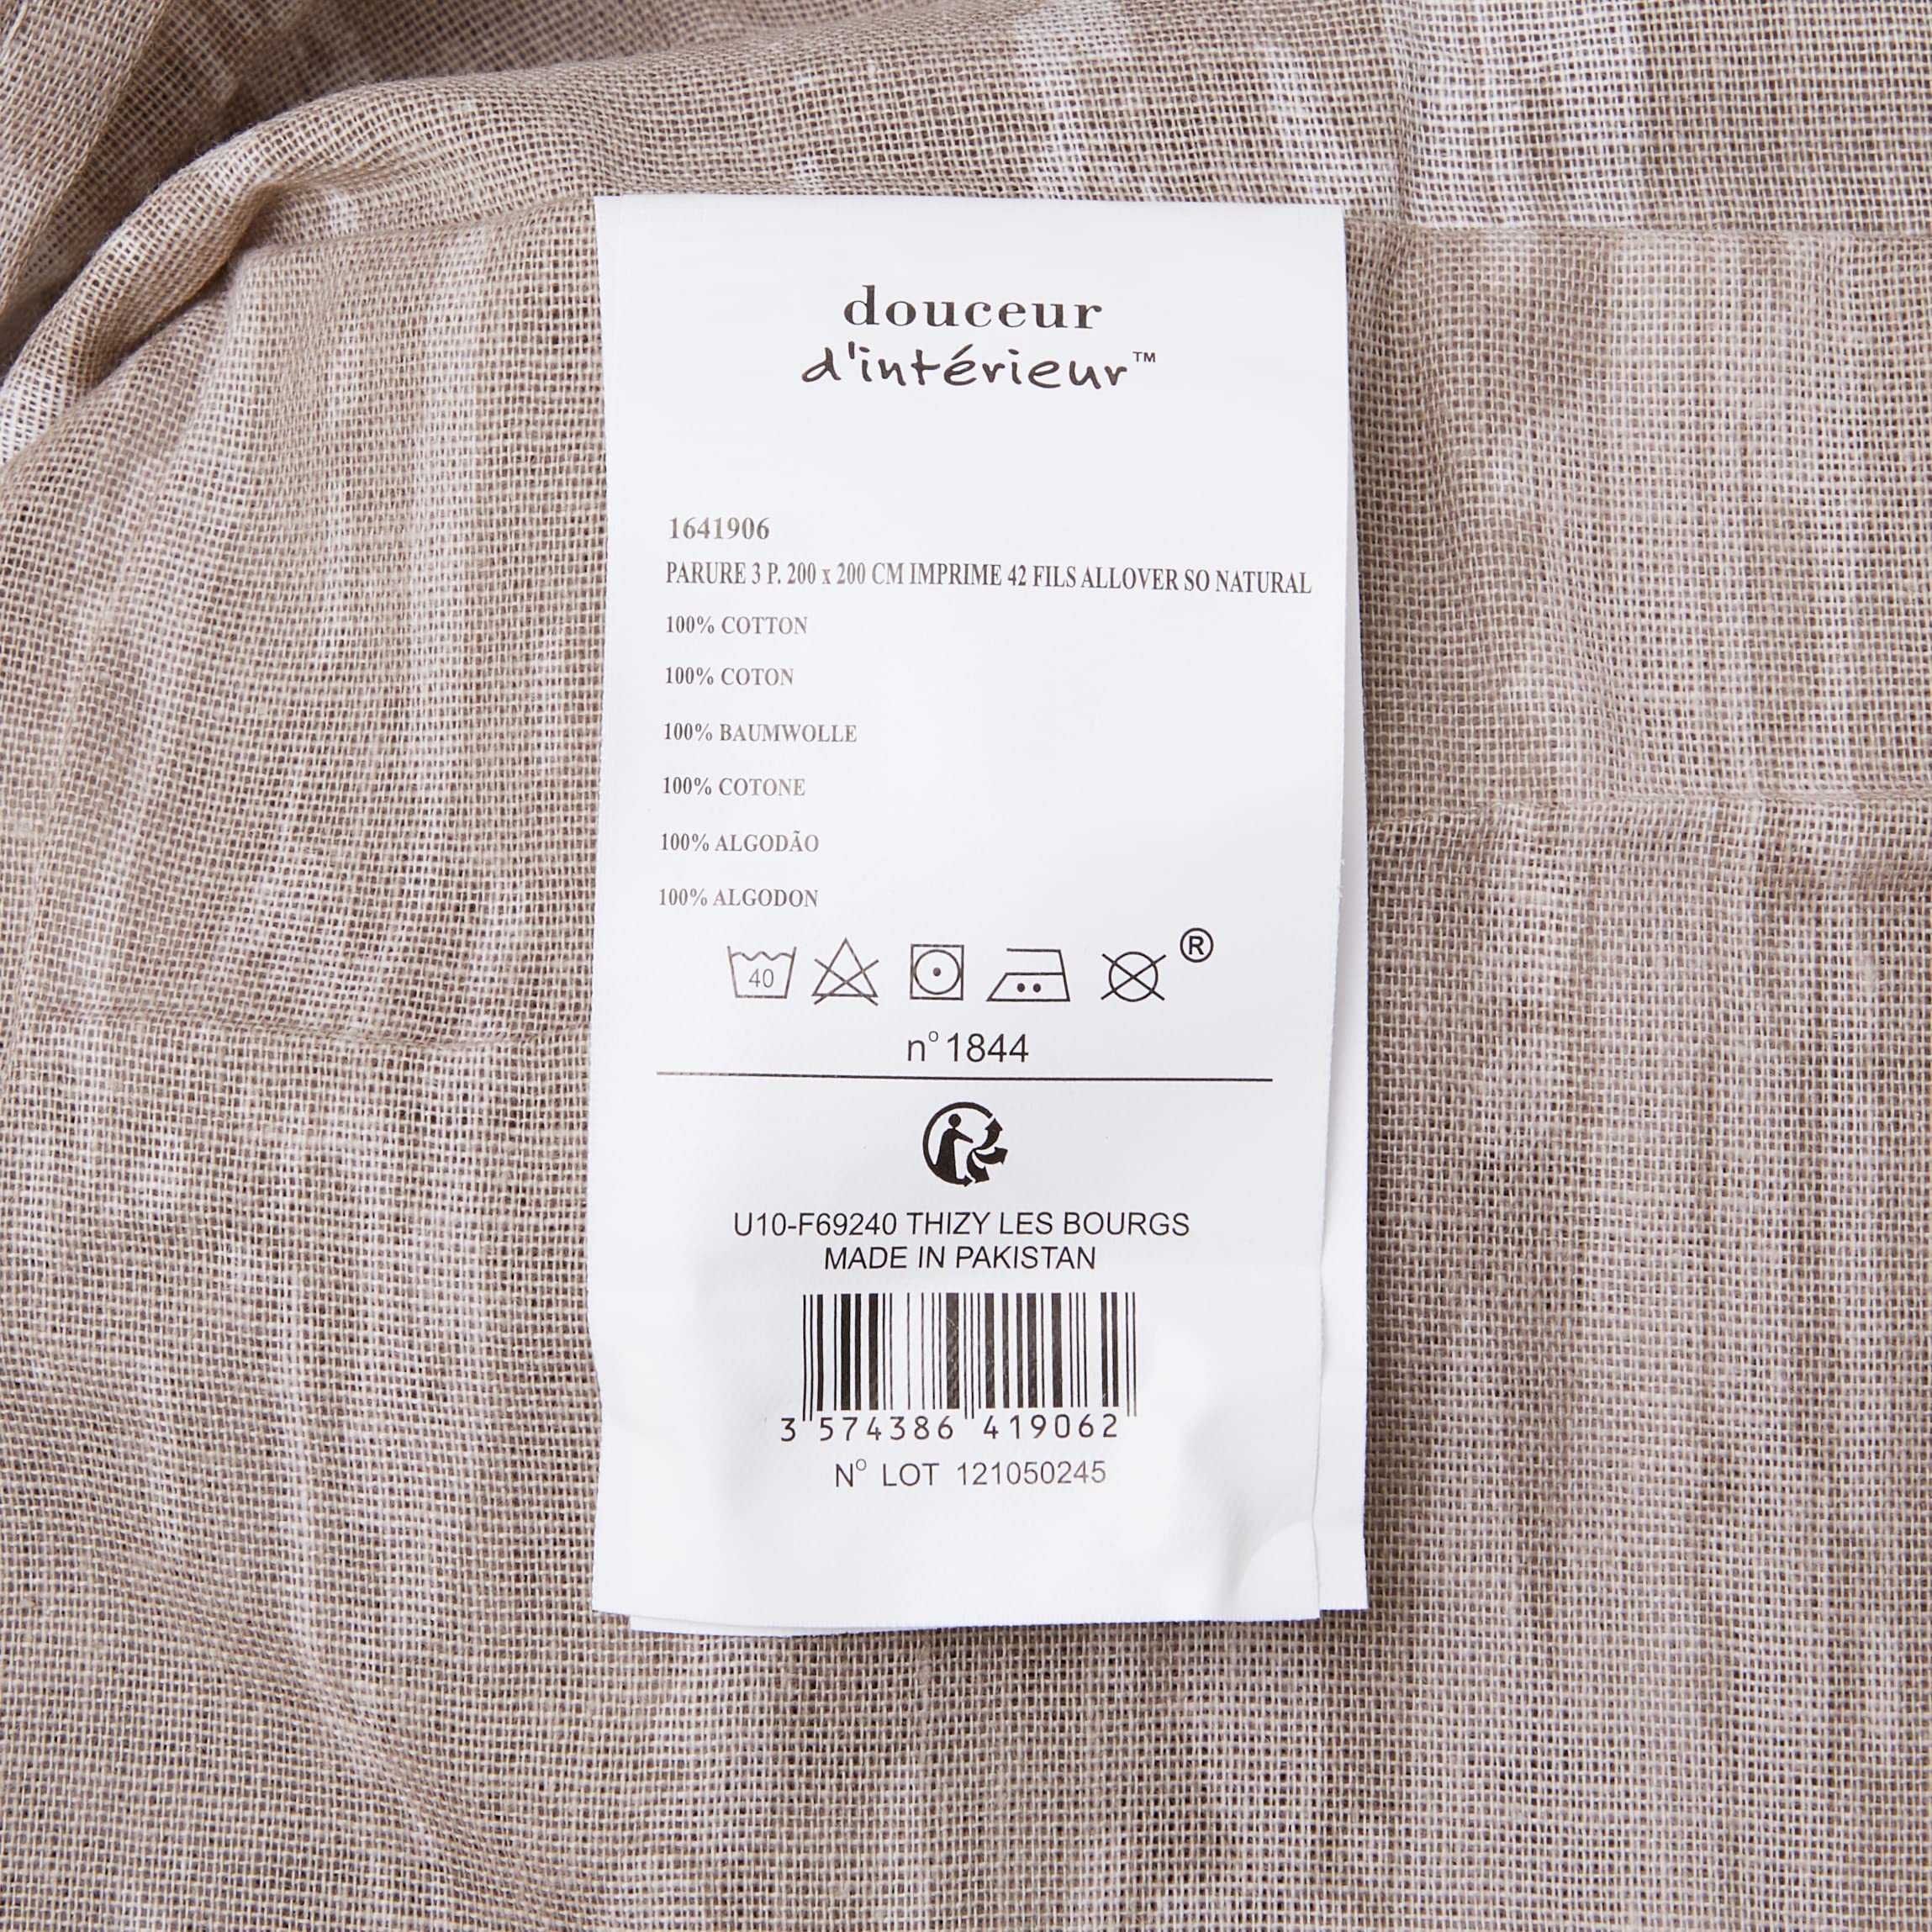 douceur
d'intérieur™
1641906
PARURE 3 P. 200 x 200 CM IMPRIME 42 FILS ALLOVER SO NATURAL
100% COTTON
100% COTON
100% BAUMWOLLE
100% COTONE
100% ALGODÃO
100% ALGODON
40 ®
n°1844
U10-F69240 THIZY LES BOURGS
MADE IN PAKISTAN
3 574386 419062
N° LOT 121050245